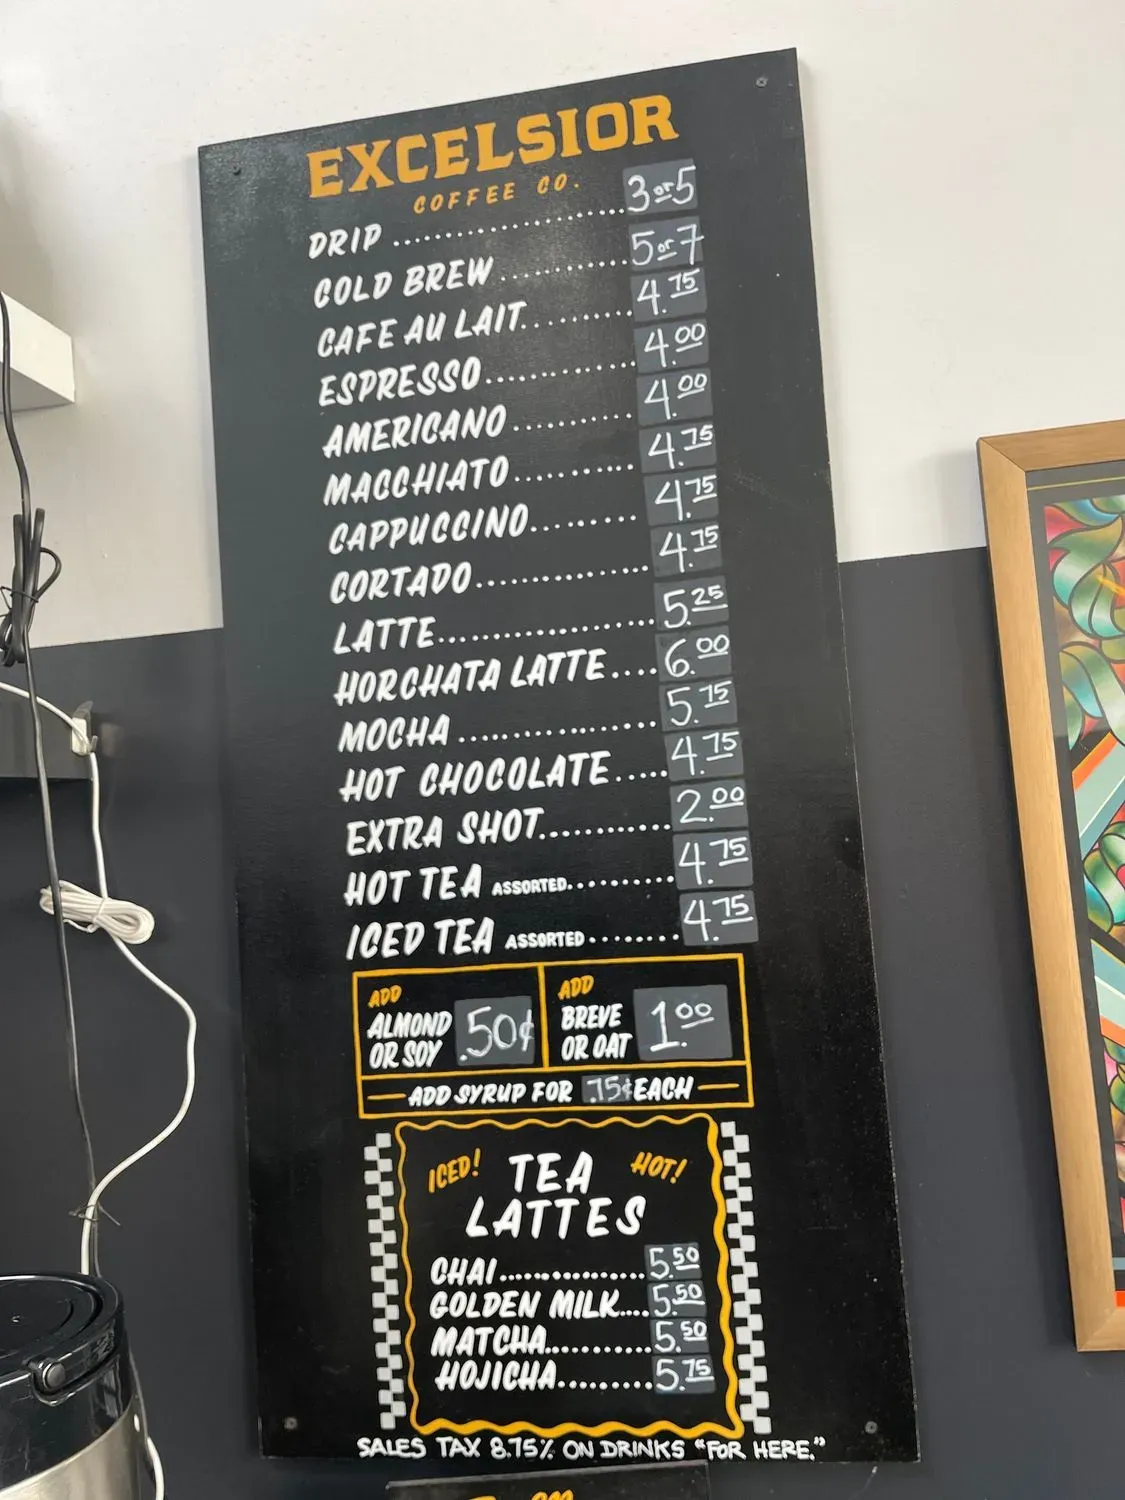 EXCELSIOR
COFFEE CO.
DRIP 3 or 5
COLD BREW 5 or 7
CAFE AU LAIT 4.75
ESPRESSO 4.00
AMERICANO 4.00
MACCHIATO 4.75
CAPPUCCINO 4.75
CORTADO 4.75
LATTE 5.25
HORCHATA LATTE 6.00
MOCHA 5.75
HOT CHOCOLATE 4.75
EXTRA SHOT 2.00
HOT TEA ASSORTED 4.75
ICED TEA ASSORTED 4.75
ADD
ALMOND
OR SOY .50¢
ADD
BREVE
OR OAT 1.00
ADD SYRUP FOR .75¢ EACH
ICED! TEA HOT!
LATTES
CHAI 5.50
GOLDEN MILK 5.50
MATCHA 5.50
HOJICHA 5.75
SALES TAX 8.75% ON DRINKS "FOR HERE."